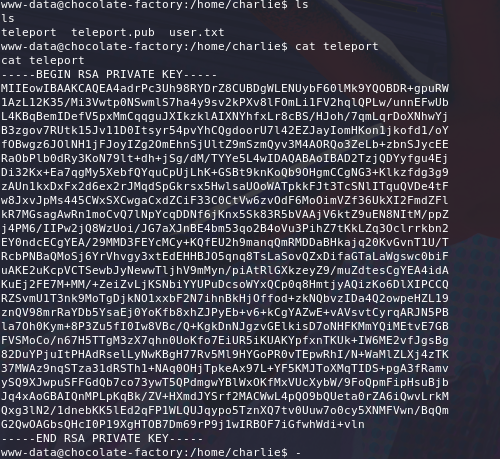 www-data@chocolate-factory:/home/charlie$ ls
ls
teleport  teleport.pub  user.txt
www-data@chocolate-factory:/home/charlie$ cat teleport
cat teleport
-----BEGIN RSA PRIVATE KEY-----
MIIEowIBAAKCAQEA4adrPc3Uh98RYDrZ8CUBDgWLENUybF60lMk9YQOBDR+gpuRW
1AzL12K35/Mi3Vwtp0NSwmlS7ha4y9sv2kPXv8lFOmLi1FV2hqlQPLw/unnEFwUb
L4KBqBemIDefV5pxMmCqqguJXIkzklAIXNYhfxLr8cBS/HJoh/7qmLqrDoXNhwYj
B3zgov7RUtk15Jv11D0Itsyr54pvYhCQgdoorU7l42EZJayIomHKon1jkofd1/oY
fOBwgz6JOlNH1jFJoyIZg2OmEhnSjUltZ9mSzmQyv3M4AORQo3ZeLb+zbnSJycEE
RaObPlb0dRy3KoN79lt+dh+jSg/dM/TYYe5L4wIDAQABAoIBAD2TzjQDYyfgu4Ej
Di32Kx+Ea7qgMy5XebfQYquCpUjLhK+GSBt9knKoQb9OHgmCCgNG3+Klkzfdg3g9
zAUn1kxDxFx2d6ex2rJMqdSpGkrsx5HwlsaUoOWATpkkFJt3TcSNlITquQVDe4tF
w8JxvJpMs445CWxSXCwgaCxdZCiF33C0CtVw6zvOdF6MoOimVZf36UkXI2FmdZFl
kR7MGsagAwRn1moCvQ7lNpYcqDDNf6jKnx5Sk83R5bVAAjV6ktZ9uEN8NItM/ppZ
j4PM6/IIPw2jQ8WzUoi/JG7aXJnBE4bm53qo2B4oVu3PihZ7tKkLZq3Oclrrkbn2
EY0ndcECgYEA/29MMD3FEYcMCy+KQfEU2h9manqQmRMDDaBHkajq20KvGvnT1U/T
RcbPNBaQMoSj6YrVhvgy3xtEdEHHBJO5qnq8TsLaSovQZxDifaGTaLaWgswc0biF
uAKE2uKcpVCTSewbJyNewwTljhV9mMyn/piAtRlGXkzeyZ9/muZdtesCgYEA4idA
KuEj2FE7M+MM/+ZeiZvLjKSNbiYYUPuDcsoWYxQCp0q8HmtjyAQizKo6DlXIPCCQ
RZSvmU1T3nk9MoTgDjkNO1xxbF2N7ihnBkHjOffod+zkNQbvzIDa4Q2owpeHZL19
znQV98mrRaYDb5YsaEj0YoKfb8xhZJPyEb+v6+kCgYAZwE+vAVsvtCyrqARJN5PB
la7Oh0Kym+8P3Zu5fI0Iw8VBc/Q+KgkDnNJgzvGElkisD7oNHFKMmYQiMEtvE7GB
FVSMoCo/n67H5TTgM3zX7qhn0UoKfo7EiUR5iKUAKYpfxnTKUk+IW6ME2vfJgsBg
82DuYPjuItPHAdRselLyNwKBgH77Rv5Ml9HYGoPR0vTEpwRhI/N+WaMlZLXj4zTK
37MWAz9nqSTza31dRSTh1+NAq0OHjTpkeAx97L+YF5KMJToXMqTIDS+pgA3fRamv
ySQ9XJwpuSFFGdQb7co73ywT5QPdmgwYBlWxOKfMxVUcXybW/9FoQpmFipHsuBjb
Jq4xAoGBAIQnMPLpKqBk/ZV+HXmdJYSrf2MACWwL4pQO9bQUeta0rZA6iQwvLrkM
Qxg3lN2/1dnebKK5lEd2qFP1WLQUJqypo5TznXQ7tv0Uuw7o0cy5XNMFVwn/BqQm
G2QwOAGbsQHcI0P19XgHTOB7Dm69rP9j1wIRBOF7iGfwhWdi+vln
-----END RSA PRIVATE KEY-----
www-data@chocolate-factory:/home/charlie$ -